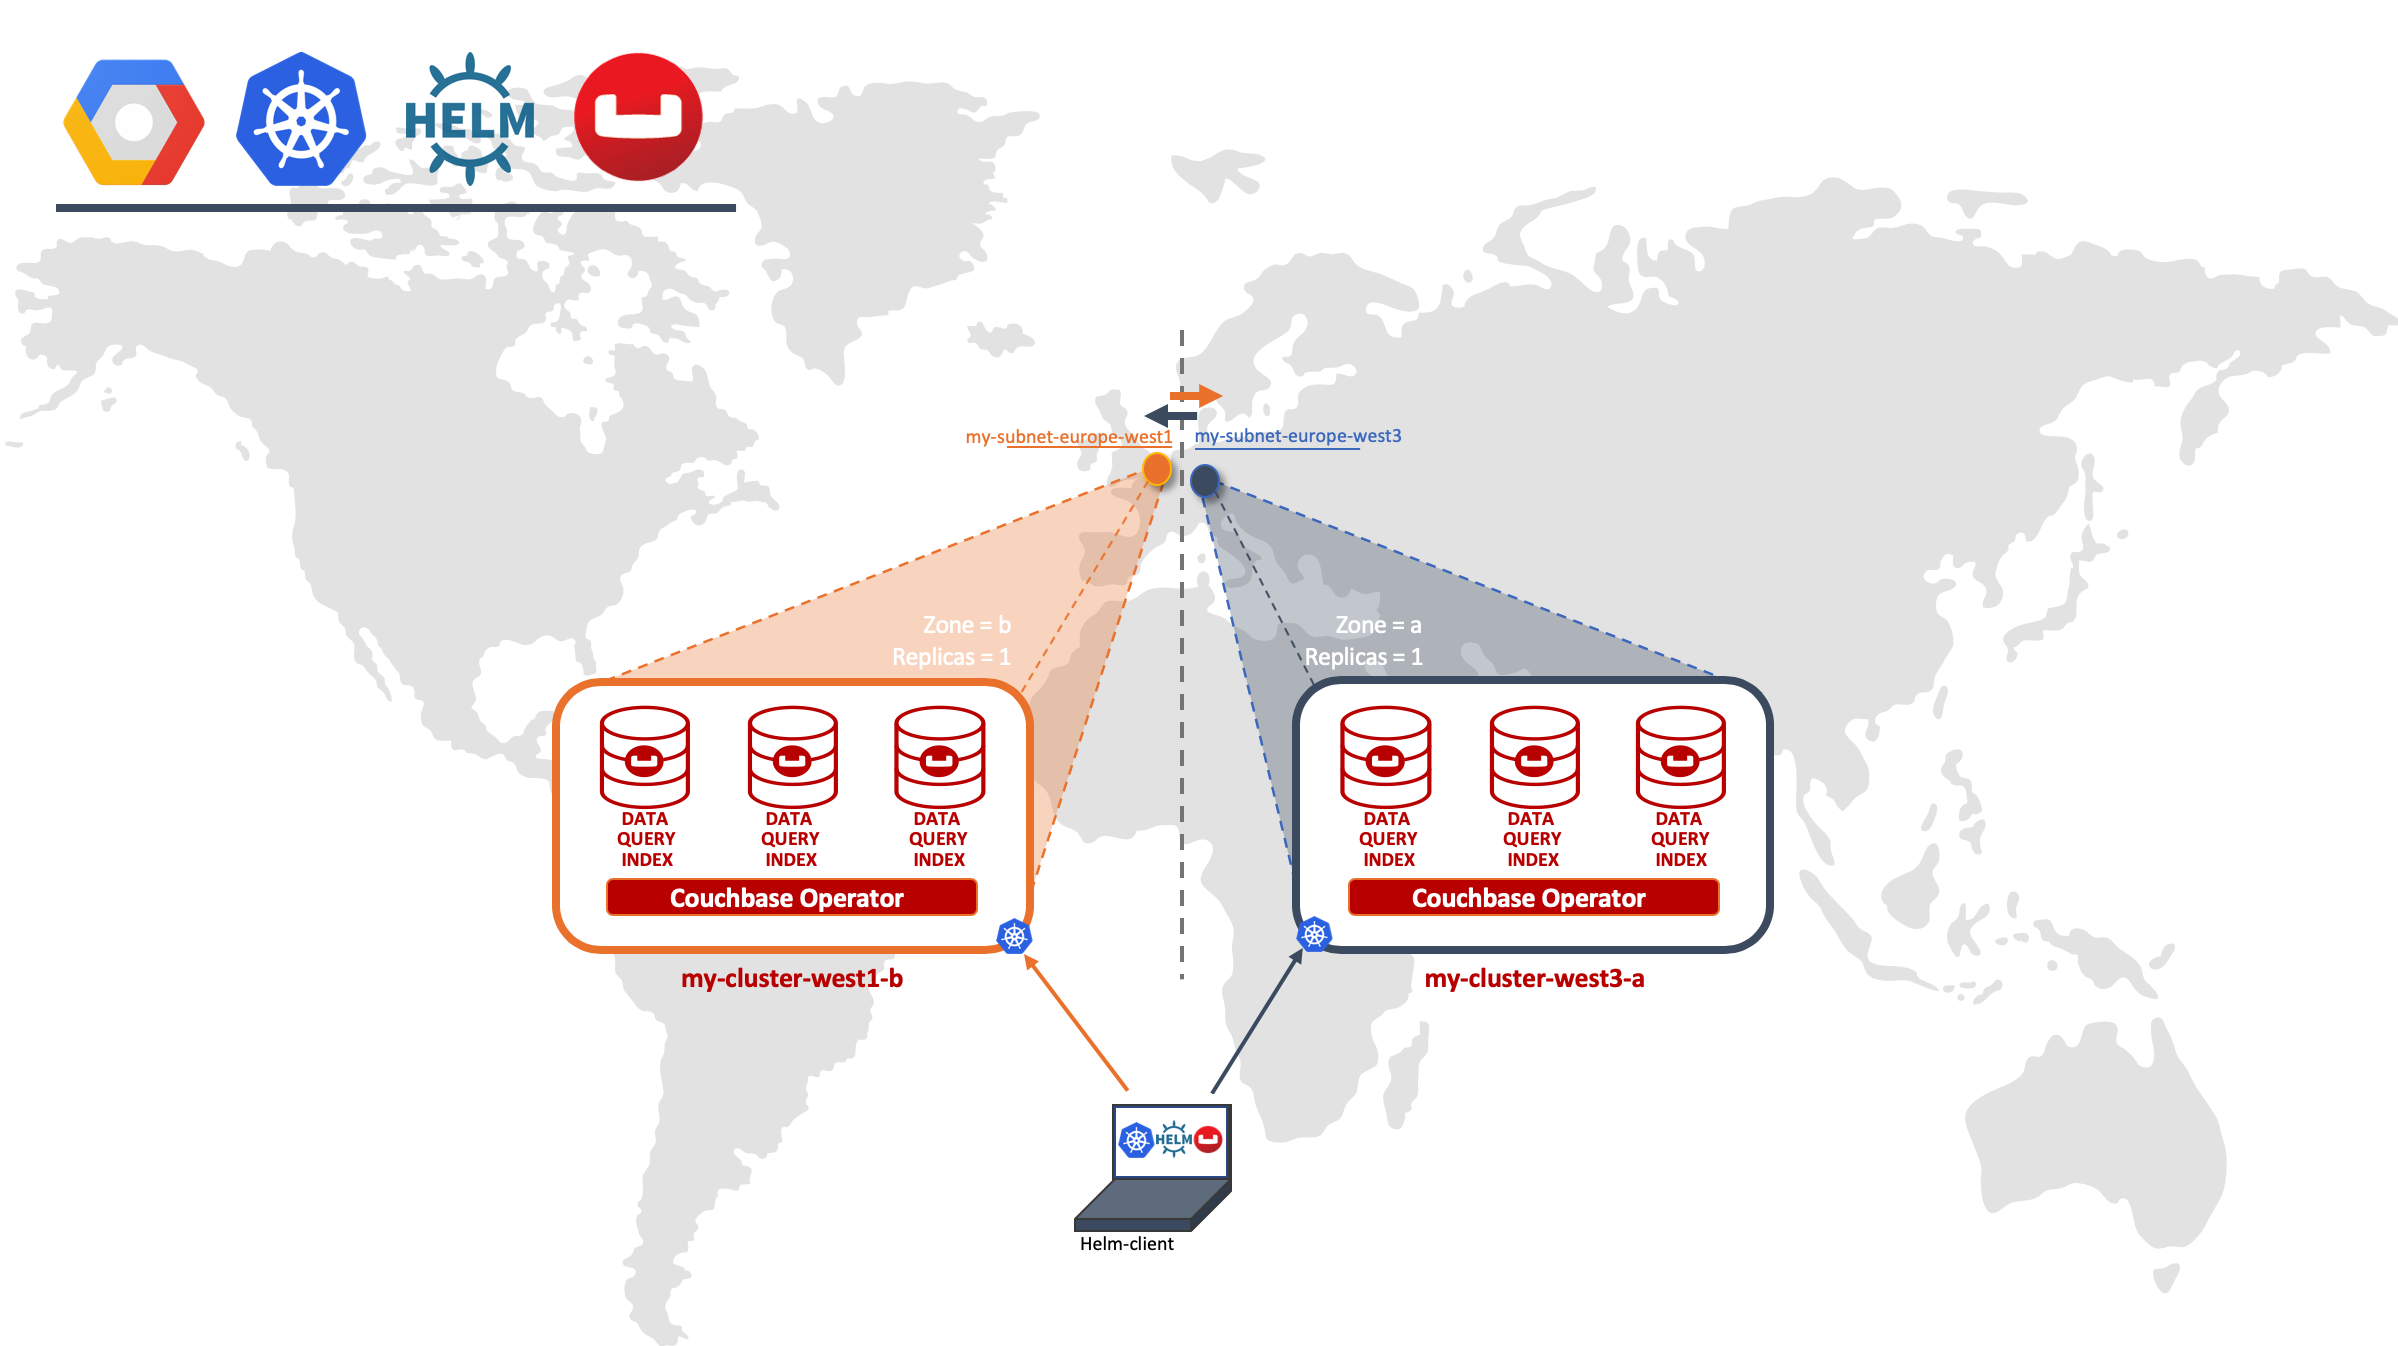 HELM
my-subnet-europe-west1
my-subnet-europe-west3
Zone = b
Replicas = 1
Zone = a
Replicas = 1
DATA
QUERY
INDEX
DATA
QUERY
INDEX
DATA
QUERY
INDEX
Couchbase Operator
my-cluster-west1-b
DATA
QUERY
INDEX
DATA
QUERY
INDEX
DATA
QUERY
INDEX
Couchbase Operator
my-cluster-west3-a
HELM
Helm-client